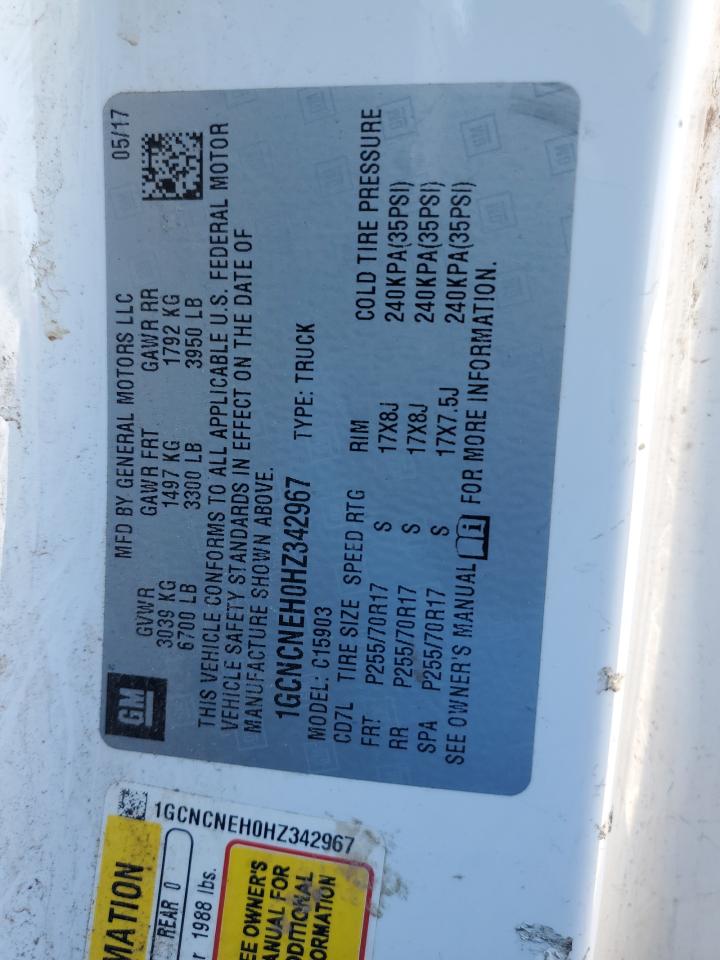 GM
MFD BY GENERAL MOTORS LLC 05/17
GVWR GAWR FRT GAWR RR
3039 KG 1497 KG 1792 KG
6700 LB 3300 LB 3950 LB
THIS VEHICLE CONFORMS TO ALL APPLICABLE U.S. FEDERAL MOTOR
VEHICLE SAFETY STANDARDS IN EFFECT ON THE DATE OF
MANUFACTURE SHOWN ABOVE.
1GCNCNEH0HZ342967 TYPE: TRUCK
MODEL: C15903
CD7L TIRE SIZE SPEED RTG RIM COLD TIRE PRESSURE
FRT P255/70R17 S 17X8J 240KPA(35PSI)
RR P255/70R17 S 17X8J 240KPA(35PSI)
SPA P255/70R17 S 17X7.5J 240KPA(35PSI)
SEE OWNER'S MANUAL FOR MORE INFORMATION.
1GCNCNEH0HZ342967
MATION
REAR 0
r 1988 lbs.
EE OWNER'S
ANUAL FOR
DDITIONAL
ORMATION